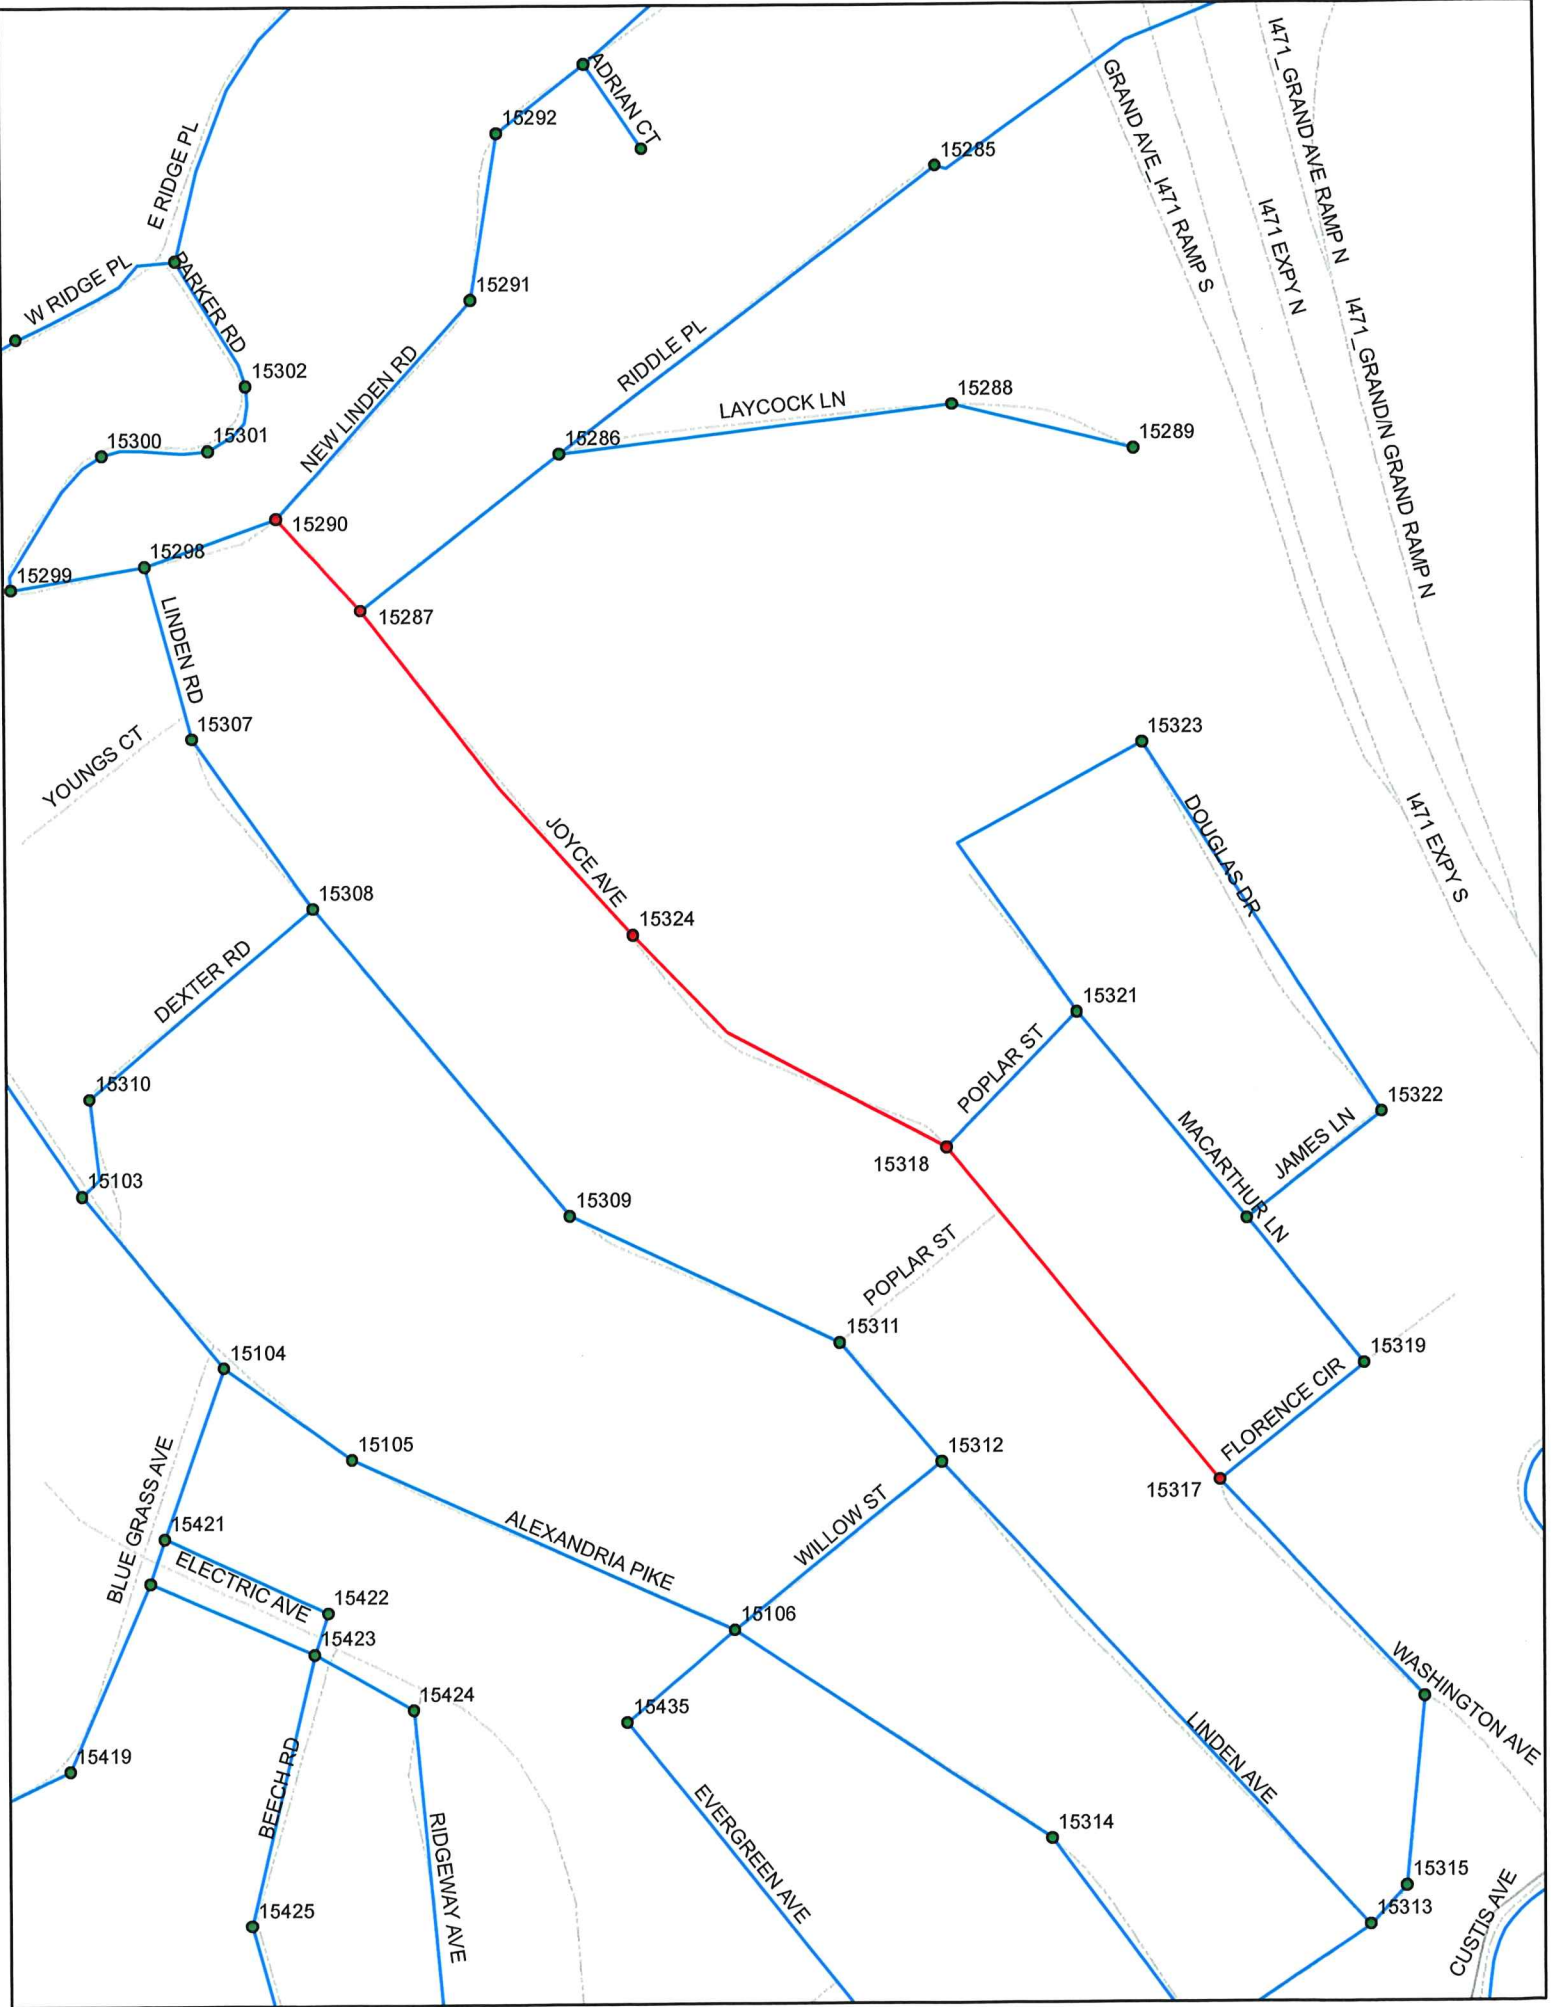 ADRIAN CT
15292
E RIDGE PL
15285
GRAND AVE_I471 RAMP S
I471_GRAND AVE RAMP N
I471 EXPY N
W RIDGE PL
PARKER RD
15291
I471_GRAND/N GRAND RAMP N
NEW LINDEN RD
RIDDLE PL
15302
15288
LAYCOCK LN
15301
15300
15286
15289
15290
15298
15299
15287
LINDEN RD
15307
YOUNGS CT
15323
DOUGLAS DR
I471 EXPY S
JOYCE AVE
15308
15324
DEXTER RD
15321
POPLAR ST
15310
15322
MACARTHUR LN
JAMES LN
15318
15103
15309
POPLAR ST
15311
15104
15319
FLORENCE CIR
15105
15312
15317
BLUE GRASS AVE
15421
ALEXANDRIA PIKE
WILLOW ST
ELECTRIC AVE
15422
15106
15423
WASHINGTON AVE
15424
15435
LINDEN AVE
15419
BEECH RD
EVERGREEN AVE
RIDGEWAY AVE
15314
15315
15313
15425
CUSTIS AVE